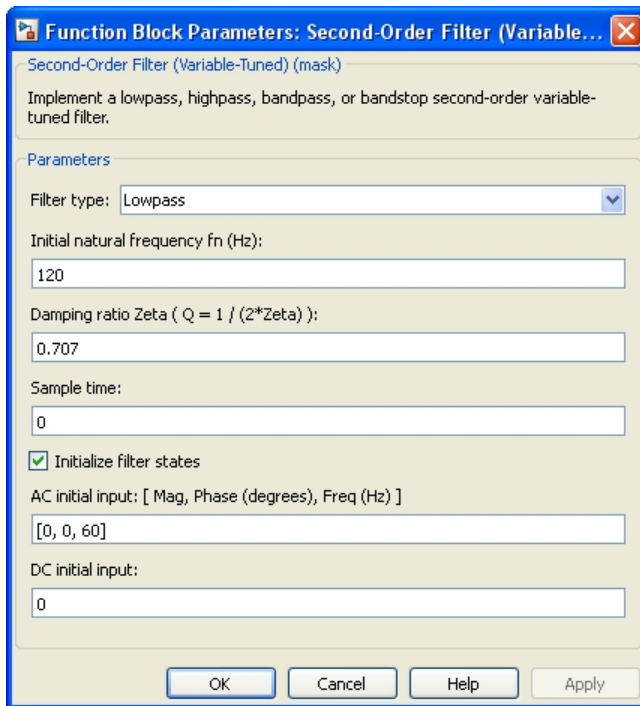 Function Block Parameters: Second-Order Filter (Variable...
Second-Order Filter (Variable-Tuned) (mask)
Implement a lowpass, highpass, bandpass, or bandstop second-order variable-
tuned filter.
Parameters
Filter type: Lowpass
Initial natural frequency fn (Hz):
120
Damping ratio Zeta ( Q = 1 / (2*Zeta) ):
0.707
Sample time:
0
Initialize filter states
AC initial input: [ Mag, Phase (degrees), Freq (Hz) ]
[0, 0, 60]
DC initial input:
0
OK Cancel Help Apply